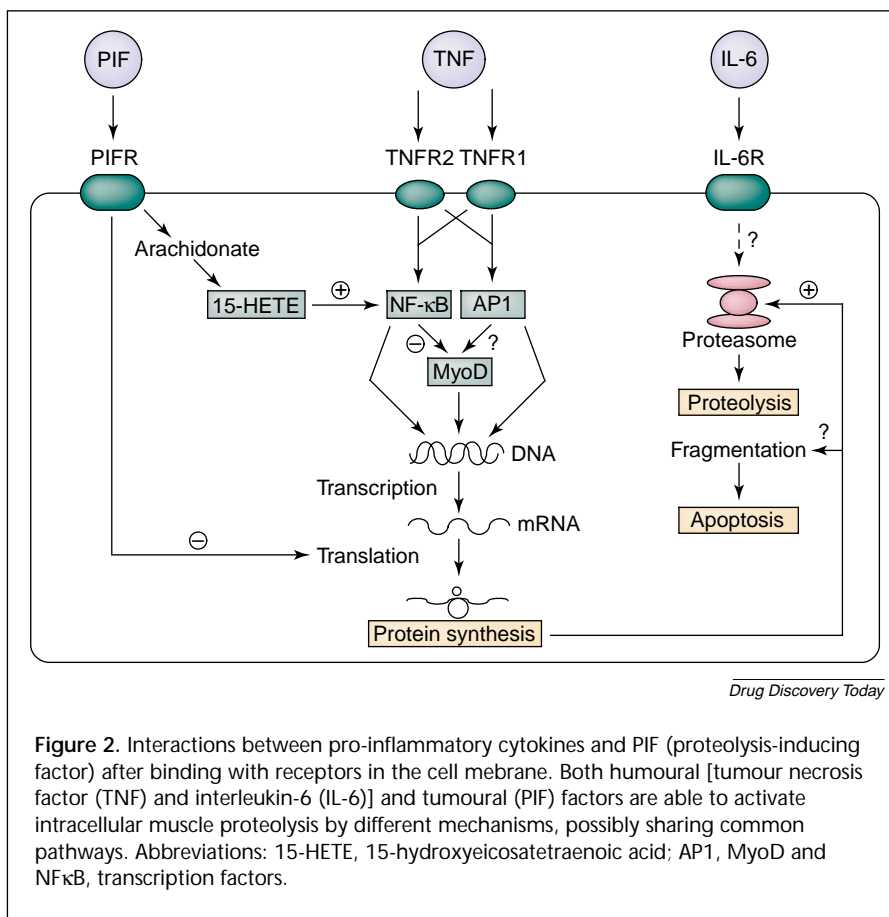 PIF TNF IL-6
PIFR TNFR2 TNFR1 IL-6R
Arachidonate ?
15-HETE + NF-κB AP1 +
− ? Proteasome
MyoD
Proteolysis
DNA Fragmentation ?
Transcription
mRNA Apoptosis
− Translation
Protein synthesis
Drug Discovery Today
Figure 2. Interactions between pro-inflammatory cytokines and PIF (proteolysis-inducing
factor) after binding with receptors in the cell mebrane. Both humoural [tumour necrosis
factor (TNF) and interleukin-6 (IL-6)] and tumoural (PIF) factors are able to activate
intracellular muscle proteolysis by different mechanisms, possibly sharing common
pathways. Abbreviations: 15-HETE, 15-hydroxyeicosatetraenoic acid; AP1, MyoD and
NFκB, transcription factors.